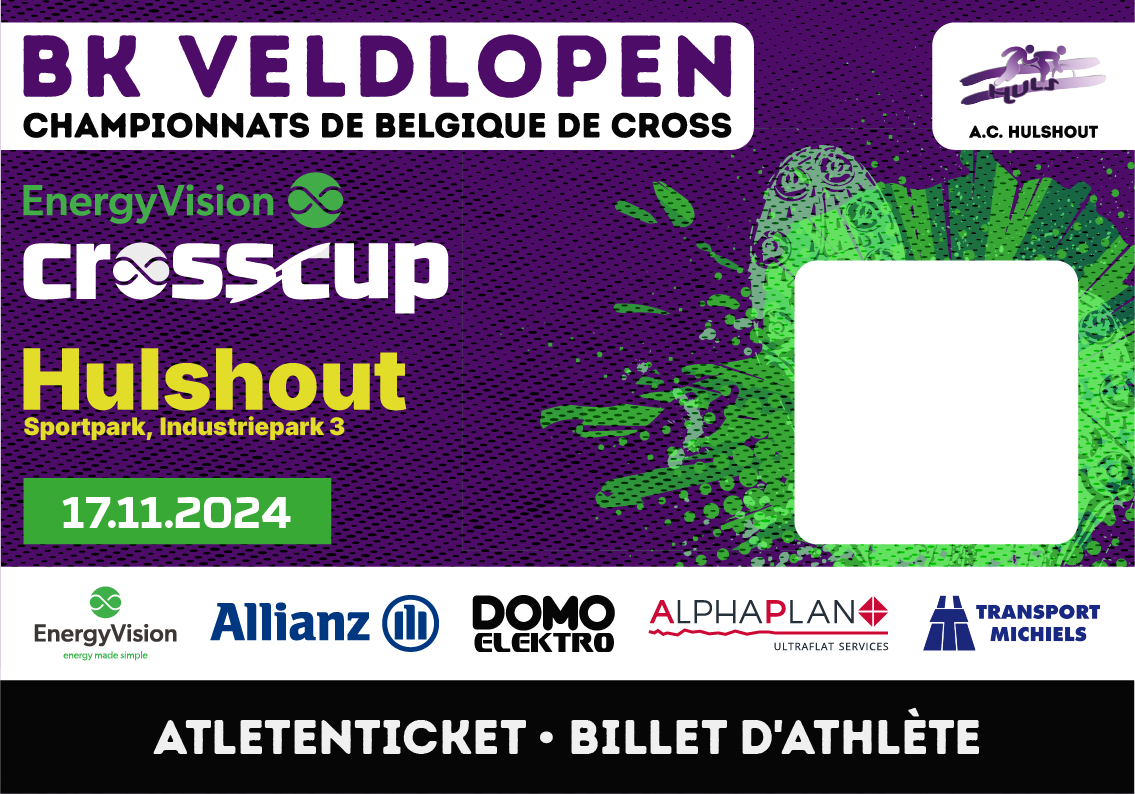 BK VELDLOPEN
CHAMPIONNATS DE BELGIQUE DE CROSS
HULS
A.C. HULSHOUT
EnergyVision
crosscup
Hulshout
Sportpark, Industriepark 3
17.11.2024
EnergyVision
energy made simple
Allianz
DOMO
ELEKTRO
ALPHAPLAN
ULTRAFLAT SERVICES
TRANSPORT
MICHIELS
ATLETENTICKET • BILLET D'ATHLÈTE